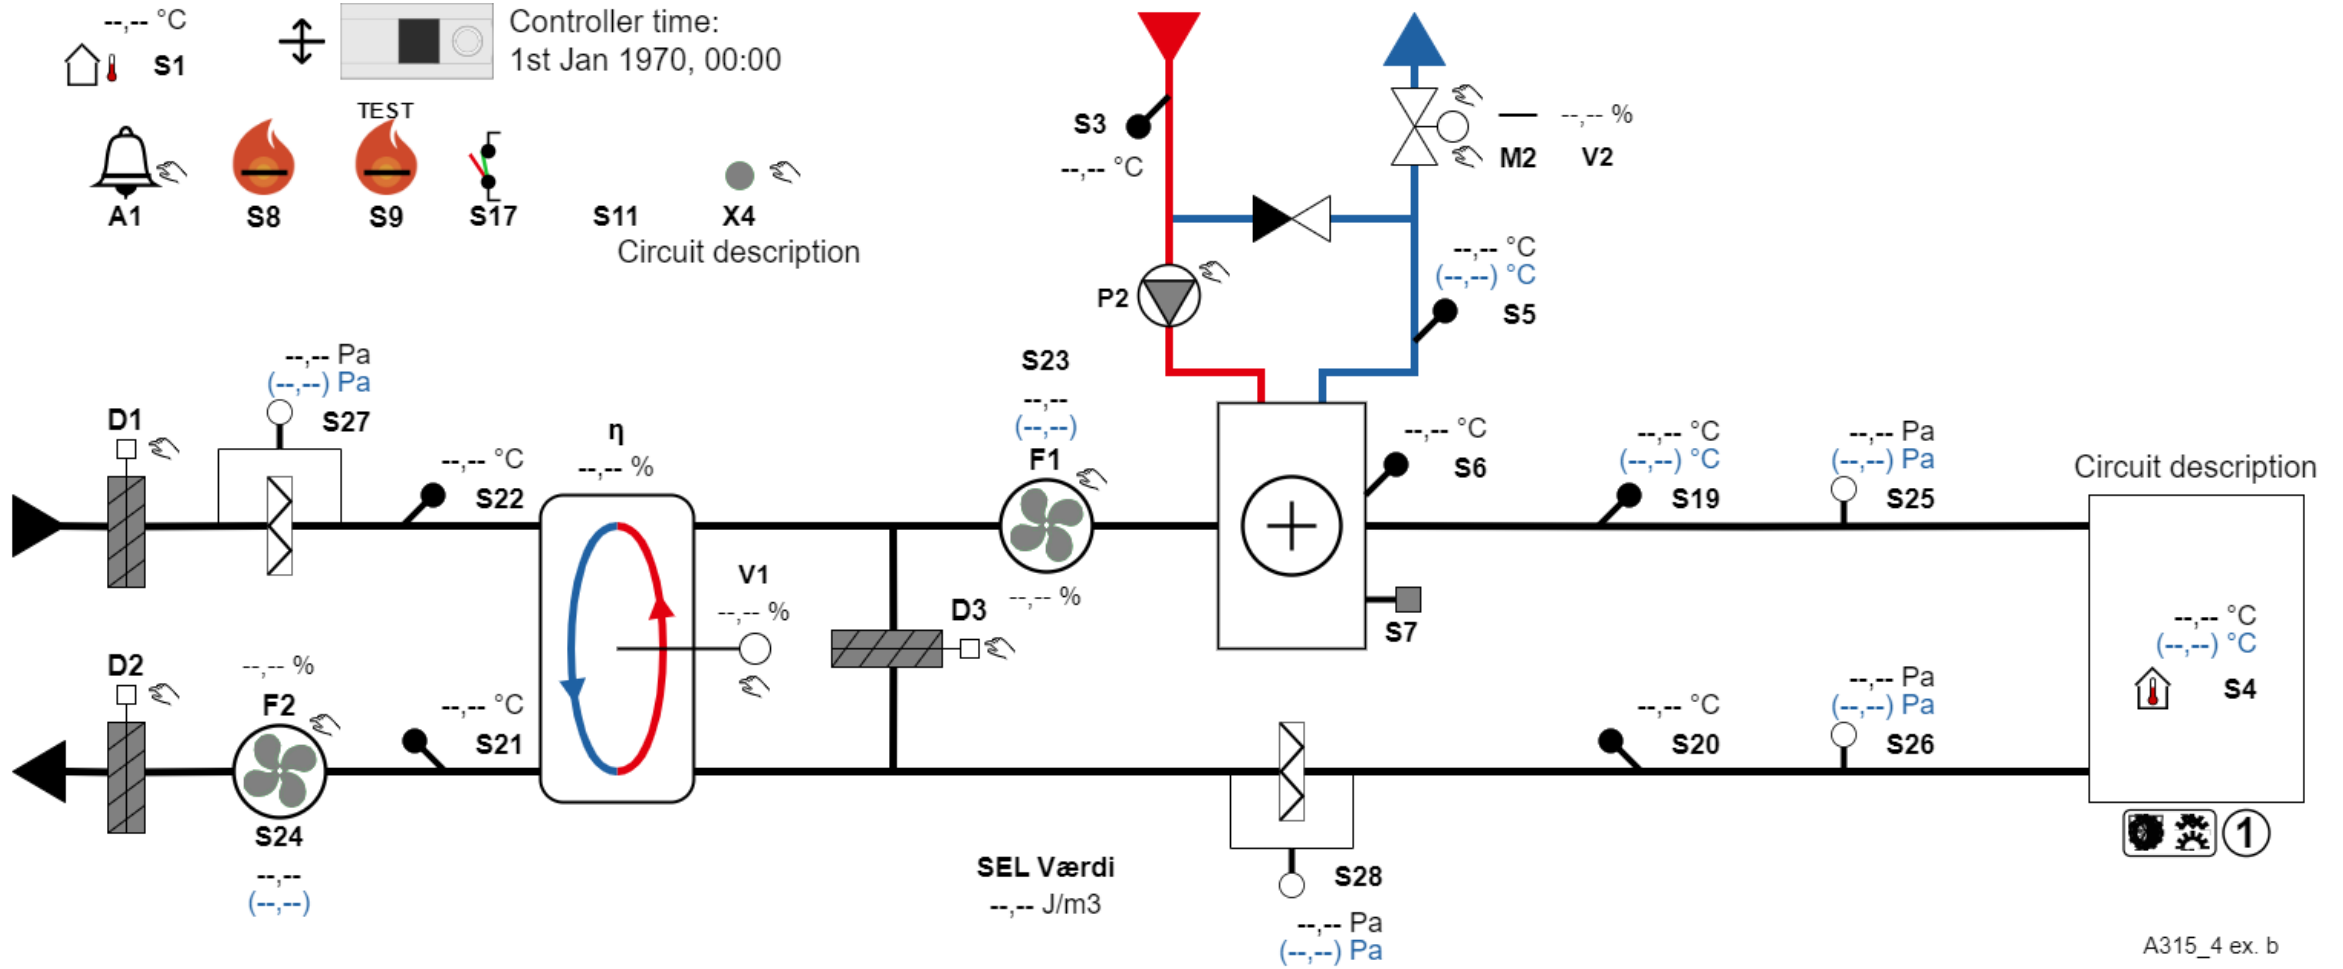 --,-- °C
S1
Controller time:
1st Jan 1970, 00:00
TEST
A1
S8
S9
S17
S11
X4
Circuit description
S3
--,-- °C
--,-- %
M2
V2
P2
--,-- °C
(--,--) °C
S5
--,-- Pa
(--,--) Pa
S27
D1
--,-- °C
S22
η
--,-- %
S23
--,--
(--,--)
F1
--,-- %
--,-- °C
S6
--,-- °C
(--,--) °C
S19
--,-- Pa
(--,--) Pa
S25
Circuit description
V1
--,-- %
D3
S7
--,-- °C
(--,--) °C
S4
D2
--,-- %
F2
S24
--,--
(--,--)
--,-- °C
S21
--,-- °C
S20
--,-- Pa
(--,--) Pa
S26
1
SEL Værdi
--,-- J/m3
S28
--,-- Pa
(--,--) Pa
A315_4 ex. b